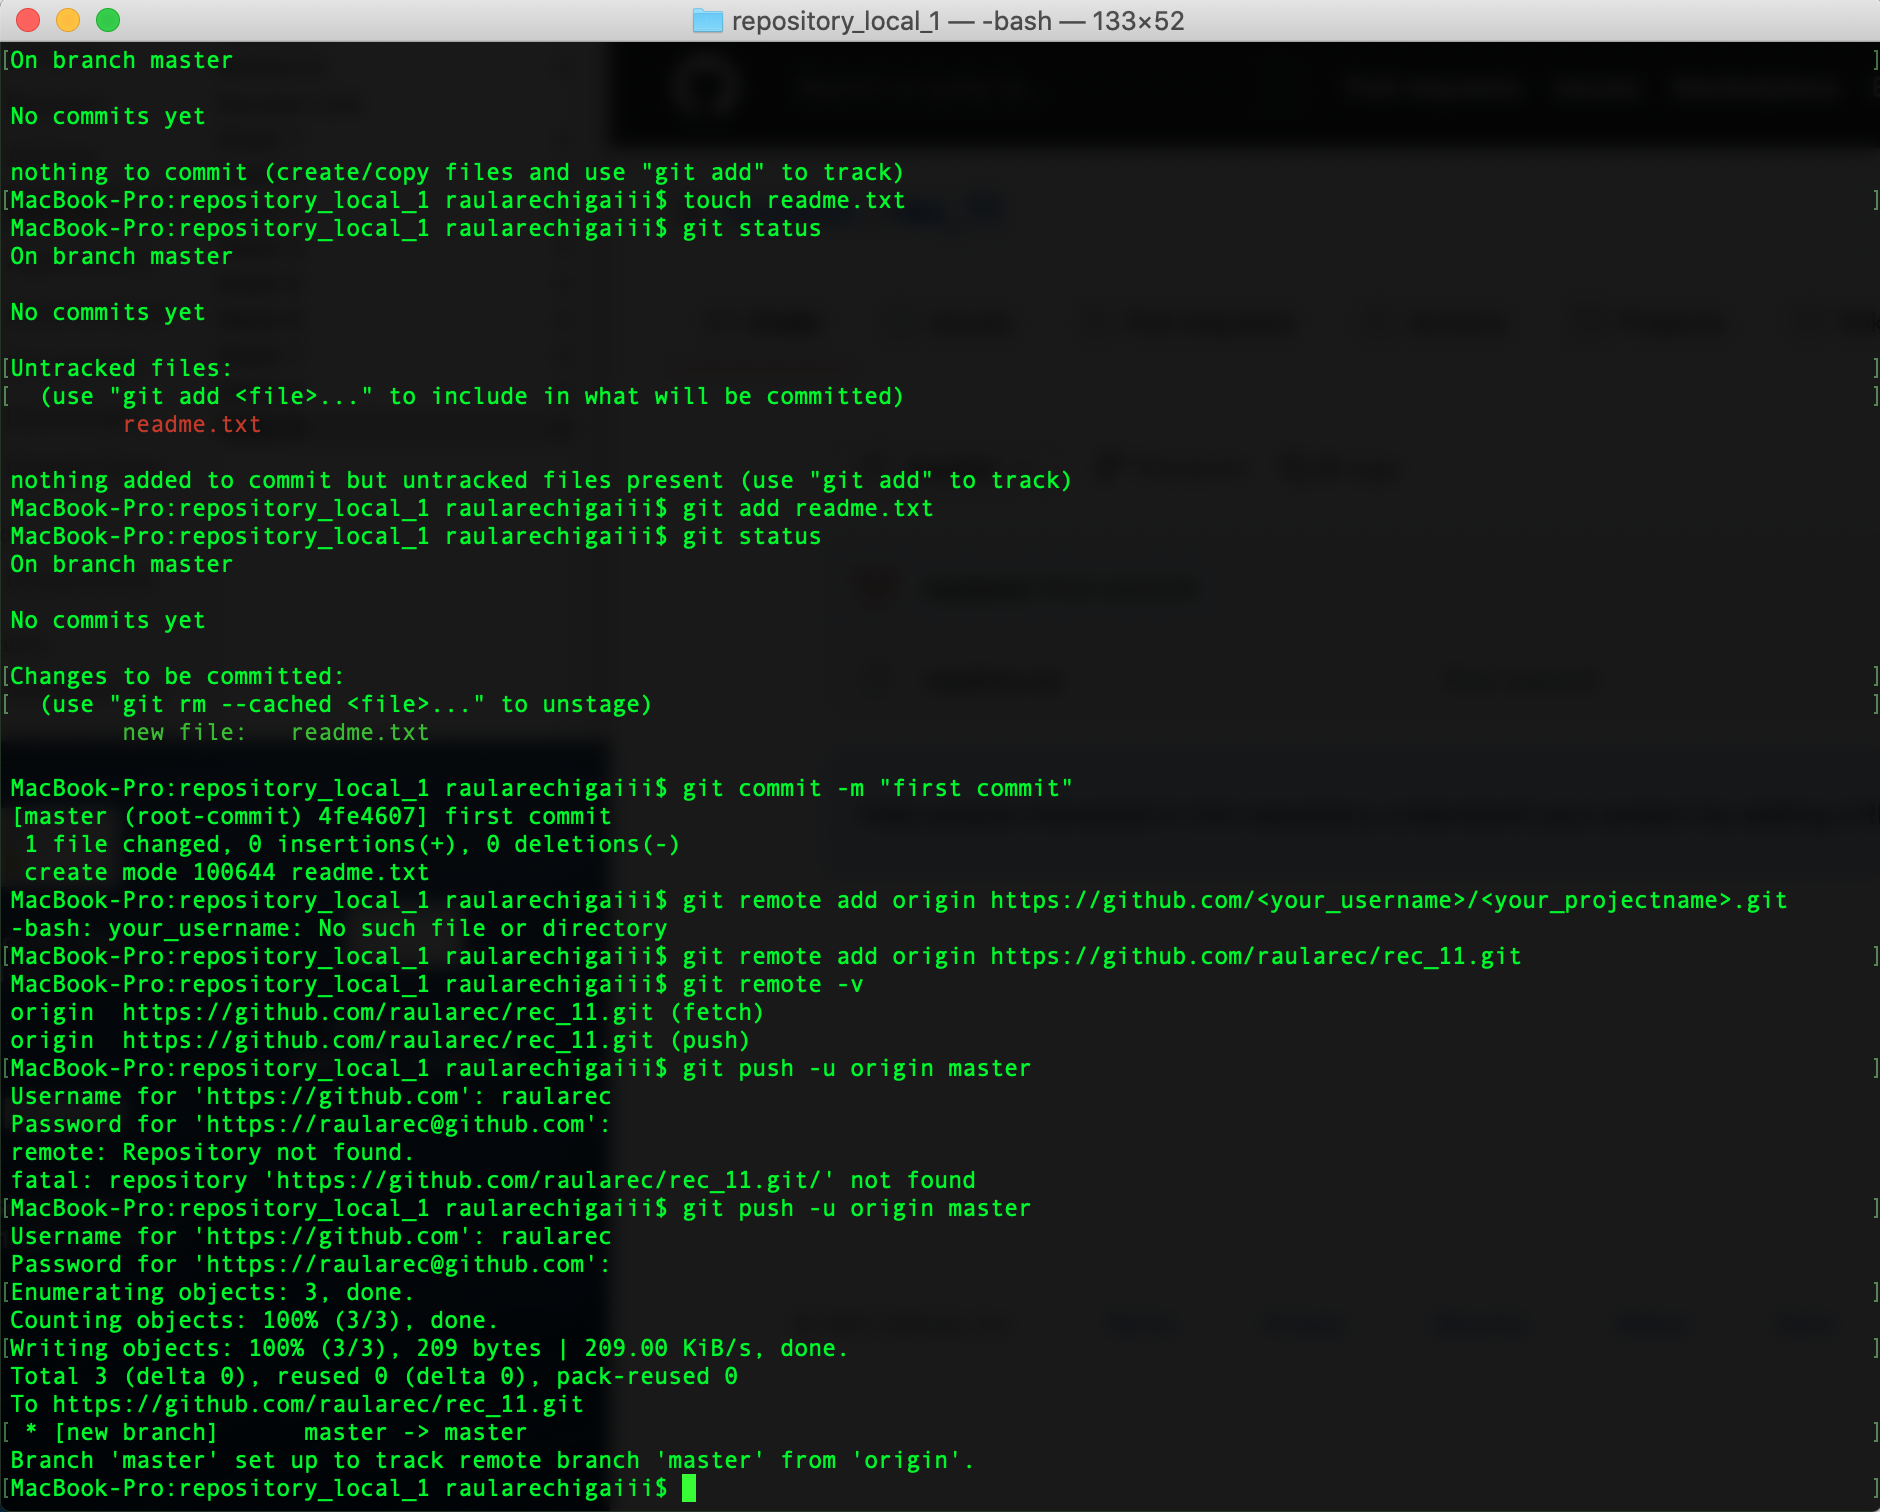 repository_local_1 — -bash — 133×52
[On branch master ]
No commits yet
nothing to commit (create/copy files and use "git add" to track)
[MacBook-Pro:repository_local_1 raularechigaiii$ touch readme.txt ]
MacBook-Pro:repository_local_1 raularechigaiii$ git status
On branch master
No commits yet
[Untracked files: ]
[  (use "git add <file>..." to include in what will be committed) ]
readme.txt
nothing added to commit but untracked files present (use "git add" to track)
MacBook-Pro:repository_local_1 raularechigaiii$ git add readme.txt
MacBook-Pro:repository_local_1 raularechigaiii$ git status
On branch master
No commits yet
[Changes to be committed: ]
[  (use "git rm --cached <file>..." to unstage) ]
new file:   readme.txt
MacBook-Pro:repository_local_1 raularechigaiii$ git commit -m "first commit"
[master (root-commit) 4fe4607] first commit
1 file changed, 0 insertions(+), 0 deletions(-)
create mode 100644 readme.txt
MacBook-Pro:repository_local_1 raularechigaiii$ git remote add origin https://github.com/<your_username>/<your_projectname>.git
-bash: your_username: No such file or directory
[MacBook-Pro:repository_local_1 raularechigaiii$ git remote add origin https://github.com/raularec/rec_11.git ]
MacBook-Pro:repository_local_1 raularechigaiii$ git remote -v
origin  https://github.com/raularec/rec_11.git (fetch)
origin  https://github.com/raularec/rec_11.git (push)
[MacBook-Pro:repository_local_1 raularechigaiii$ git push -u origin master ]
Username for 'https://github.com': raularec
Password for 'https://raularec@github.com':
remote: Repository not found.
fatal: repository 'https://github.com/raularec/rec_11.git/' not found
[MacBook-Pro:repository_local_1 raularechigaiii$ git push -u origin master ]
Username for 'https://github.com': raularec
Password for 'https://raularec@github.com':
[Enumerating objects: 3, done. ]
Counting objects: 100% (3/3), done.
[Writing objects: 100% (3/3), 209 bytes | 209.00 KiB/s, done. ]
Total 3 (delta 0), reused 0 (delta 0), pack-reused 0
To https://github.com/raularec/rec_11.git
[ * [new branch]      master -> master ]
Branch 'master' set up to track remote branch 'master' from 'origin'.
[MacBook-Pro:repository_local_1 raularechigaiii$ ]